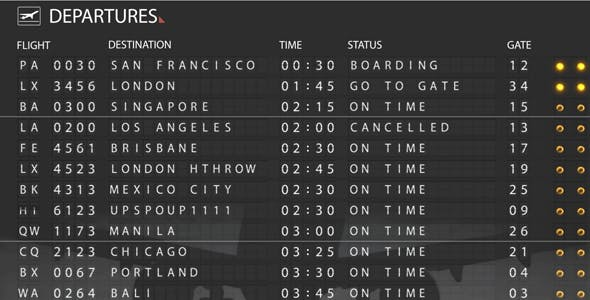 DEPARTURES
FLIGHT DESTINATION TIME STATUS GATE
PA 0030 SAN FRANCISCO 00:30 BOARDING 12
LX 3456 LONDON 01:45 GO TO GATE 34
BA 0300 SINGAPORE 02:15 ON TIME 15
LA 0200 LOS ANGELES 02:00 CANCELLED 13
FE 4561 BRISBANE 02:30 ON TIME 17
LX 4523 LONDON HTHROW 02:45 ON TIME 19
BK 4313 MEXICO CITY 02:30 ON TIME 25
6123 UPSPOUP1111 02:30 ON TIME 09
QW 1173 MANILA 03:00 ON TIME 26
CQ 2123 CHICAGO 03:25 ON TIME 21
BX 0067 PORTLAND 03:30 ON TIME 04
WA 0264 BALI 03:45 ON TIME 03